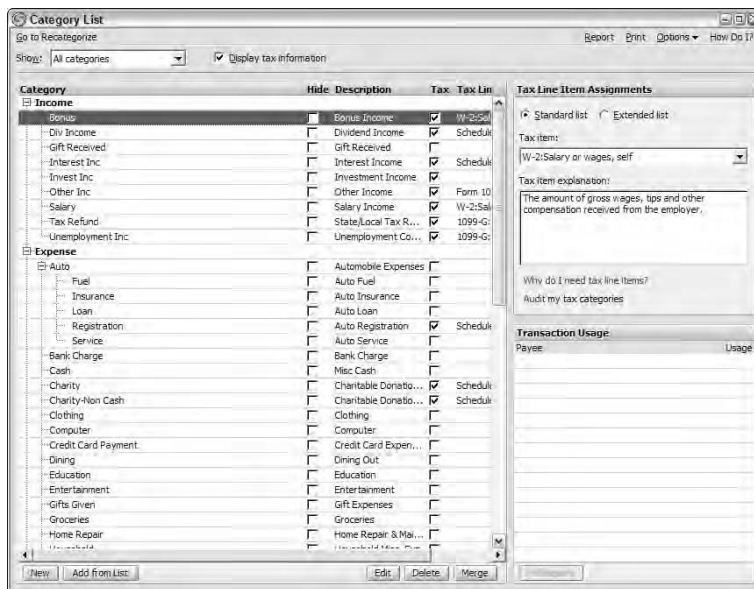 Category List
Go to Recategorize Report Print Options How Do I?
Show: All categories Display tax information
Category Hide Description Tax Tax Lin
Income
Bonus Bonus Income W-2:Sal
Div Income Dividend Income Schedule
Gift Received Gift Received
Interest Inc Interest Income Schedule
Invest Inc Investment Income
Other Inc Other Income Form 10
Salary Salary Income W-2:Sal
Tax Refund State/Local Tax R... 1099-G:
Unemployment Inc Unemployment Co... 1099-G:
Expense
Auto Automobile Expenses
Fuel Auto Fuel
Insurance Auto Insurance
Loan Auto Loan
Registration Auto Registration Schedule
Service Auto Service
Bank Charge Bank Charge
Cash Misc Cash
Charity Charitable Donatio... Schedule
Charity-Non Cash Charitable Donatio... Schedule
Clothing Clothing
Computer Computer
Credit Card Payment Credit Card Expen...
Dining Dining Out
Education Education
Entertainment Entertainment
Gifts Given Gift Expenses
Groceries Groceries
Home Repair Home Repair & Mai...
New Add from List Edit Delete Merge
Tax Line Item Assignments
Standard list Extended list
Tax item:
W-2:Salary or wages, self
Tax item explanation:
The amount of gross wages, tips and other
compensation received from the employer.
Why do I need tax line items?
Audit my tax categories
Transaction Usage
Payee Usage